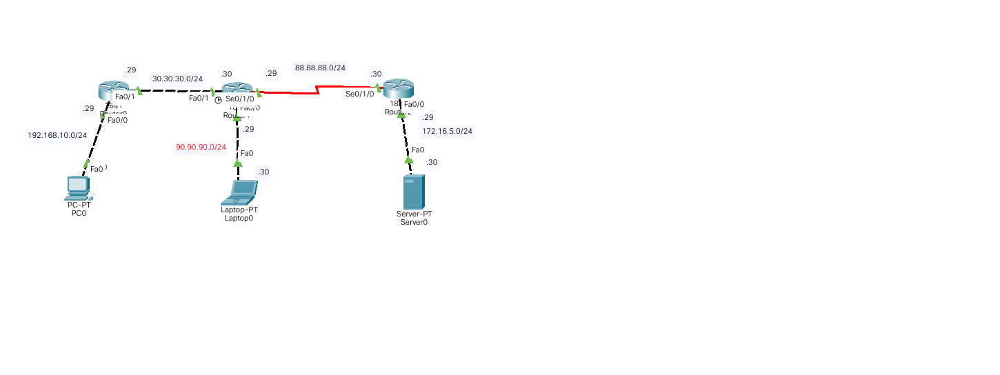 .29
30.30.30.0/24
.30
.29
88.88.88.0/24
.30
Fa0/1
Fa0/1
Se0/1/0
Se0/1/0
Fa0/0
.29
Fa0/0
Fa0/0
.29
192.168.10.0/24
.29
172.16.5.0/24
90.90.90.0/24
Fa0
Fa0
Fa0
.30
.30
PC-PT
PC0
Laptop-PT
Laptop0
Server-PT
Server0